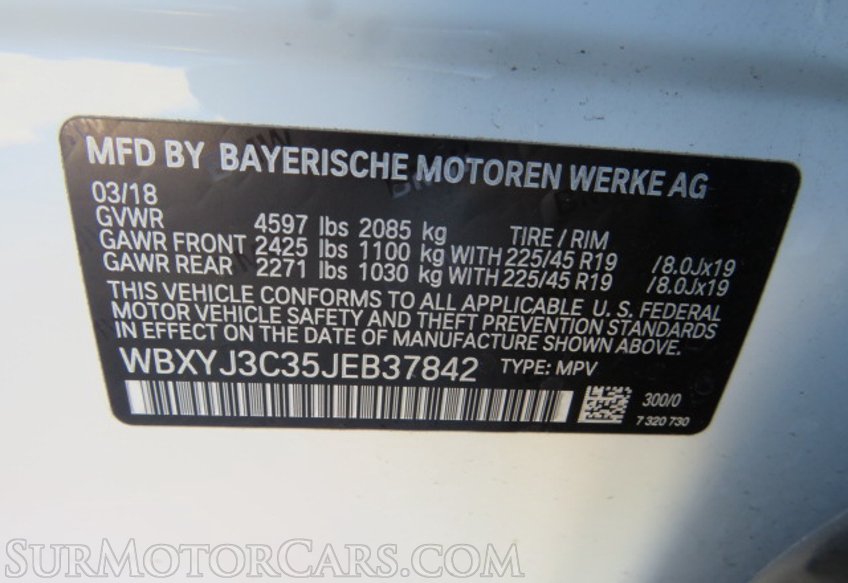 MFD BY BAYERISCHE MOTOREN WERKE AG
03/18
GVWR 4597 lbs 2085 kg TIRE / RIM
GAWR FRONT 2425 lbs 1100 kg WITH 225/45 R19 /8.0Jx19
GAWR REAR 2271 lbs 1030 kg WITH 225/45 R19 /8.0Jx19
THIS VEHICLE CONFORMS TO ALL APPLICABLE U. S. FEDERAL
MOTOR VEHICLE SAFETY AND THEFT PREVENTION STANDARDS IN
EFFECT ON THE DATE OF MANUFACTURE SHOWN ABOVE.
WBXYJ3C35JEB37842 TYPE: MPV
300/0
7 320 730
SURMOTORCARS.COM